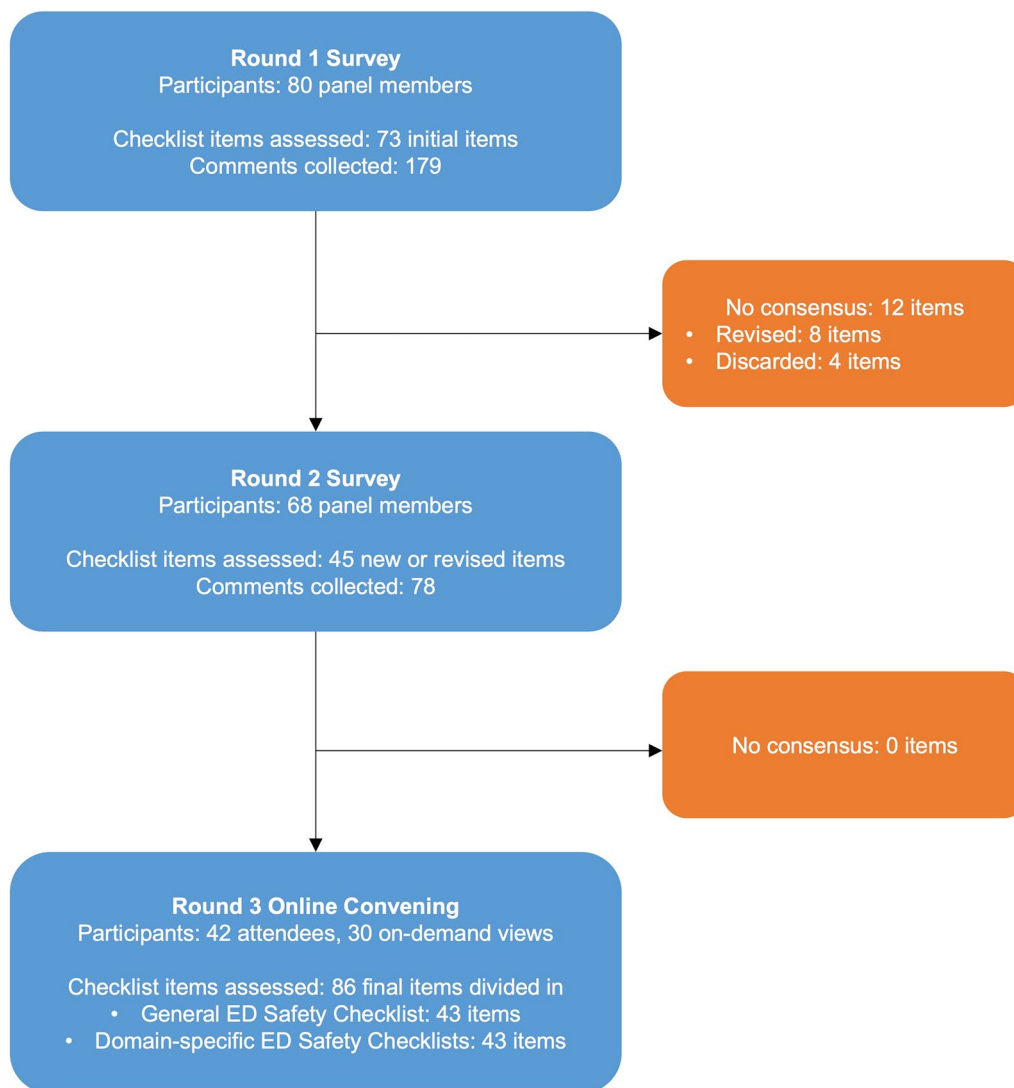 Round 1 Survey
Participants: 80 panel members
Checklist items assessed: 73 initial items
Comments collected: 179
No consensus: 12 items
• Revised: 8 items
• Discarded: 4 items
Round 2 Survey
Participants: 68 panel members
Checklist items assessed: 45 new or revised items
Comments collected: 78
No consensus: 0 items
Round 3 Online Convening
Participants: 42 attendees, 30 on-demand views
Checklist items assessed: 86 final items divided in
• General ED Safety Checklist: 43 items
• Domain-specific ED Safety Checklists: 43 items